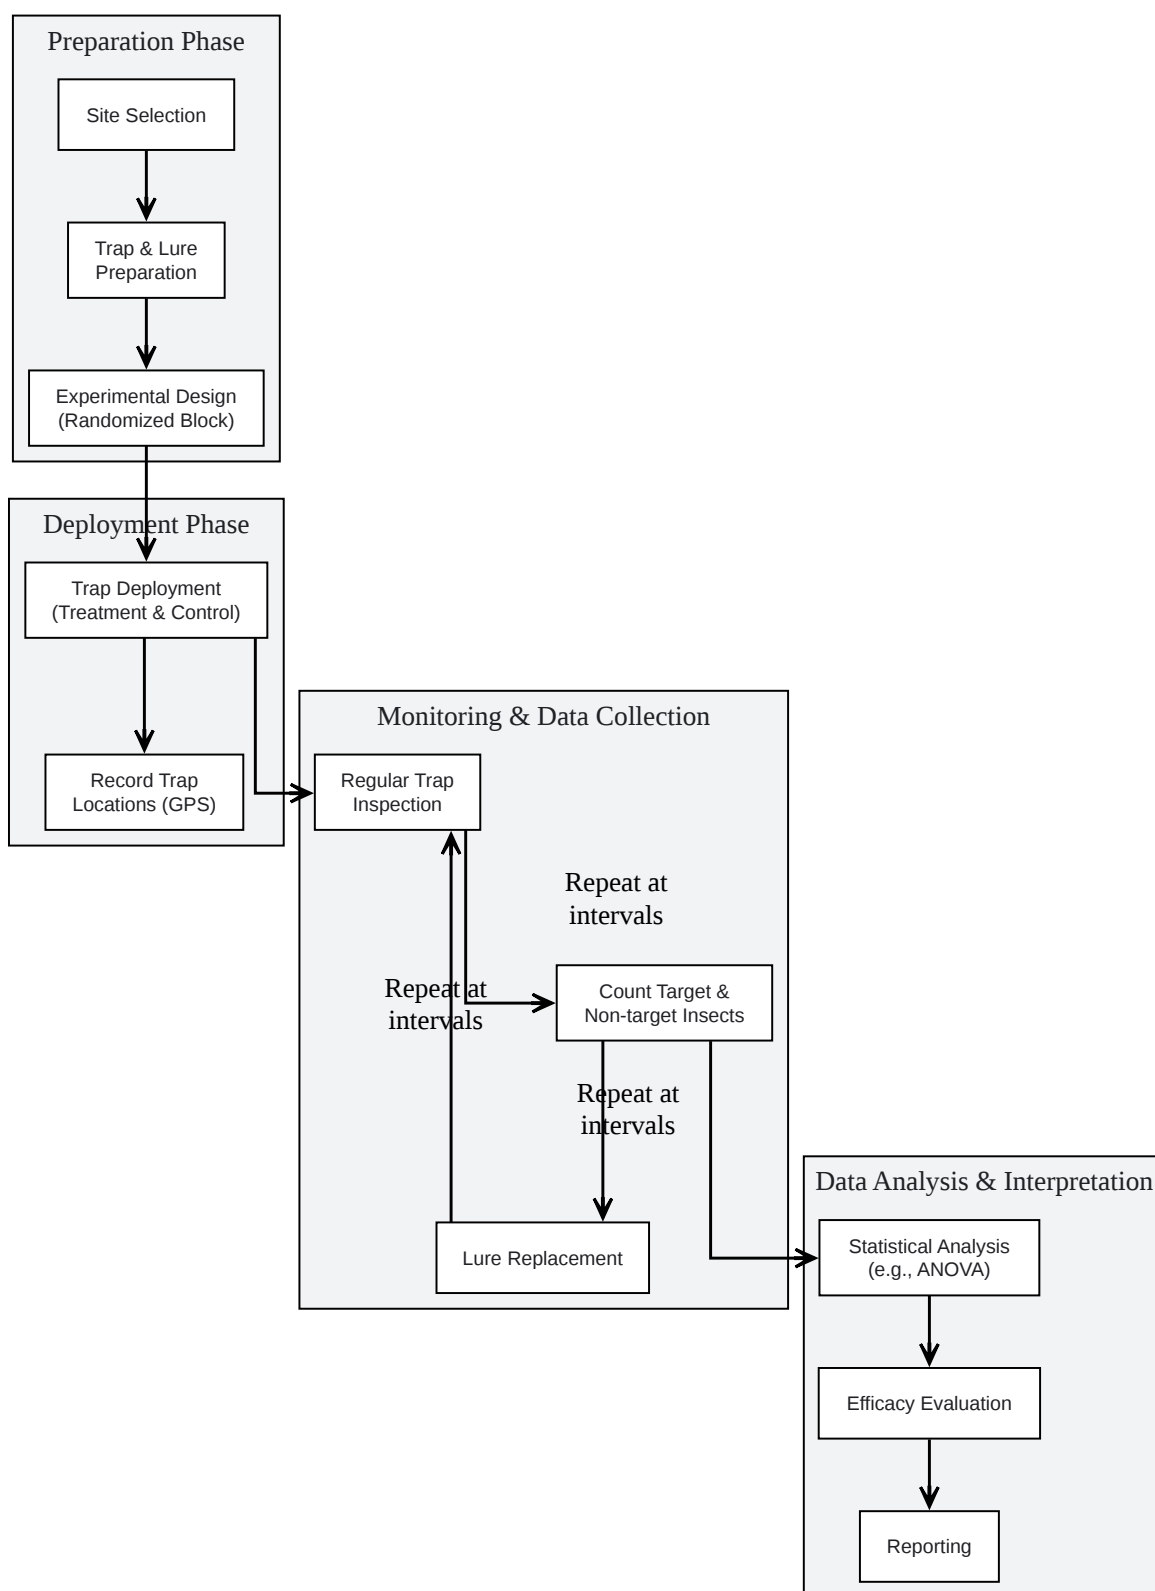 Preparation Phase
Site Selection
Trap & Lure
Preparation
Experimental Design
(Randomized Block)
Deployment Phase
Trap Deployment
(Treatment & Control)
Record Trap
Locations (GPS)
Monitoring & Data Collection
Regular Trap
Inspection
Repeat at
intervals
Repeat at
intervals
Count Target &
Non-target Insects
Repeat at
intervals
Lure Replacement
Data Analysis & Interpretation
Statistical Analysis
(e.g., ANOVA)
Efficacy Evaluation
Reporting